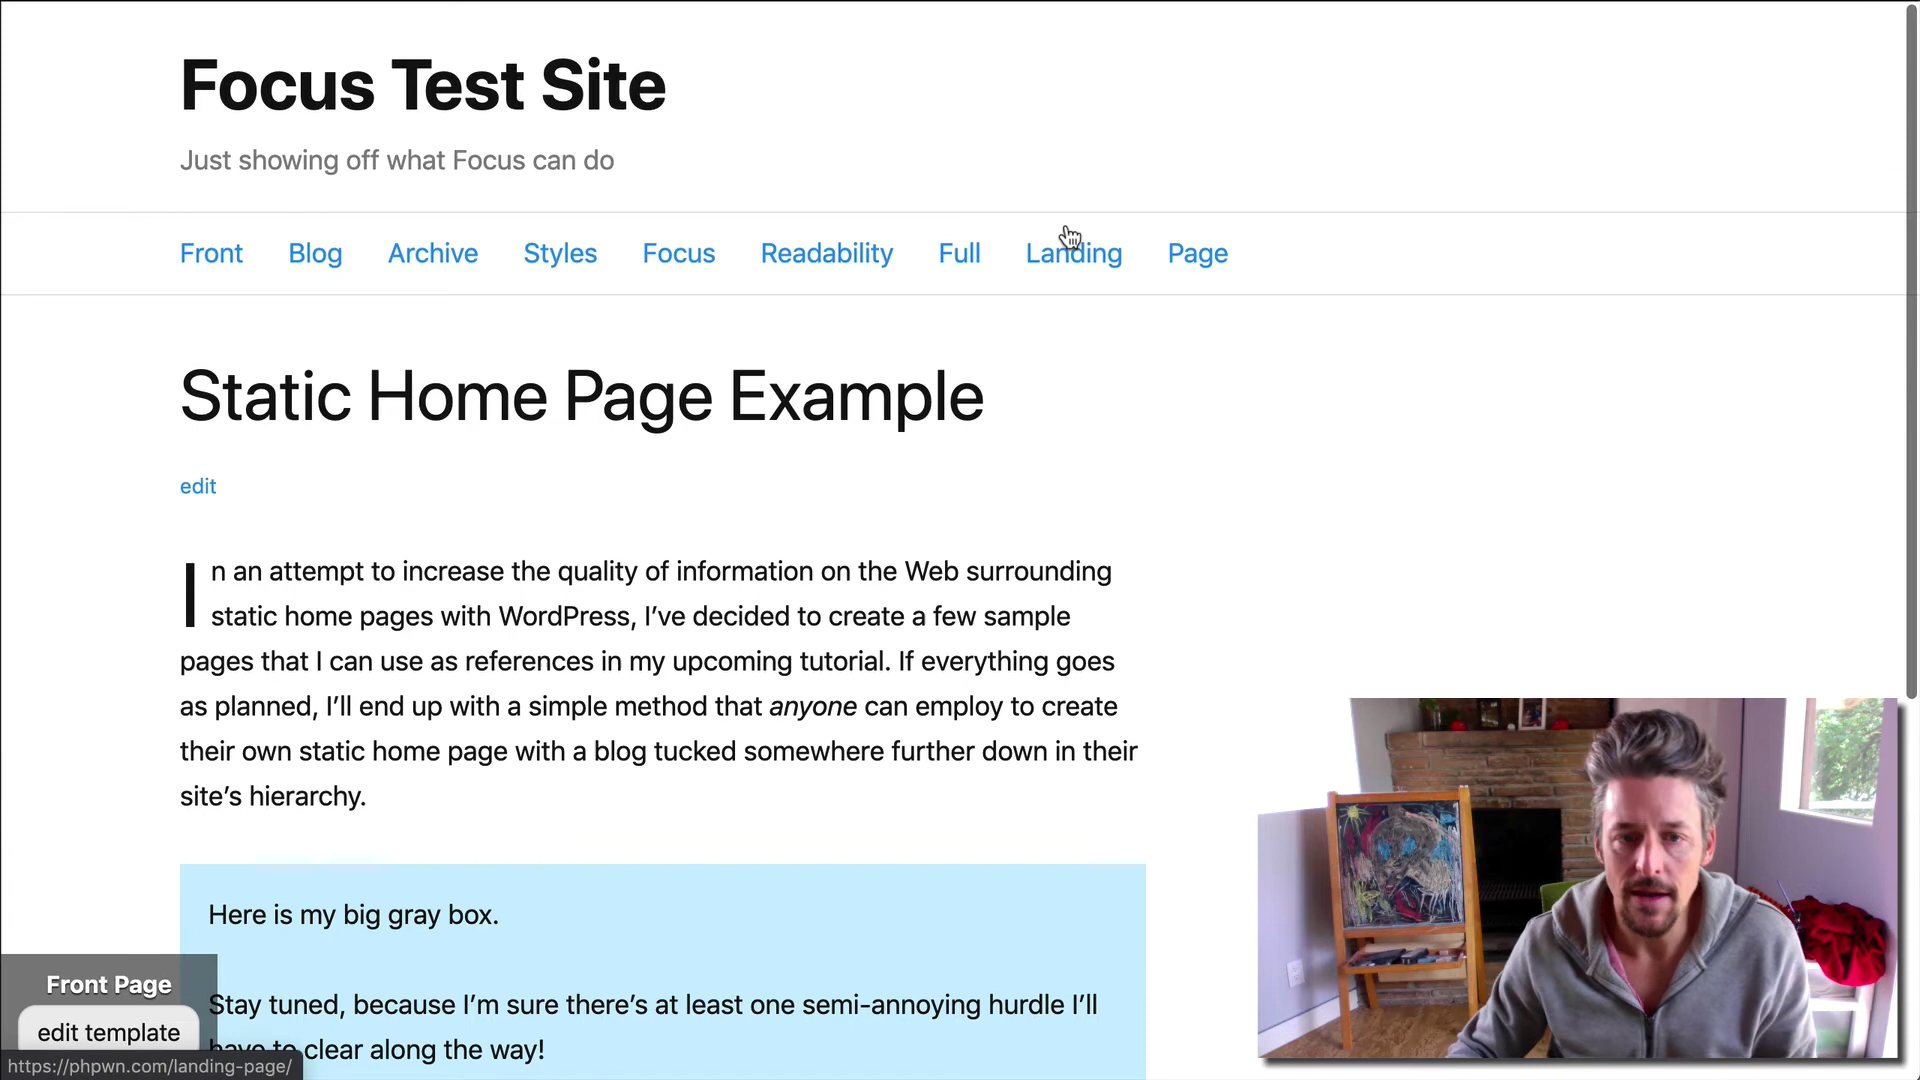 Focus Test Site
Just showing off what Focus can do
Front Blog Archive Styles Focus Readability Full Landing Page
Static Home Page Example
edit
In an attempt to increase the quality of information on the Web surrounding
static home pages with WordPress, I’ve decided to create a few sample
pages that I can use as references in my upcoming tutorial. If everything goes
as planned, I’ll end up with a simple method that anyone can employ to create
their own static home page with a blog tucked somewhere further down in their
site’s hierarchy.
Here is my big gray box.
Stay tuned, because I’m sure there’s at least one semi-annoying hurdle I’ll
have to clear along the way!
Front Page
edit template
https://phpwn.com/landing-page/